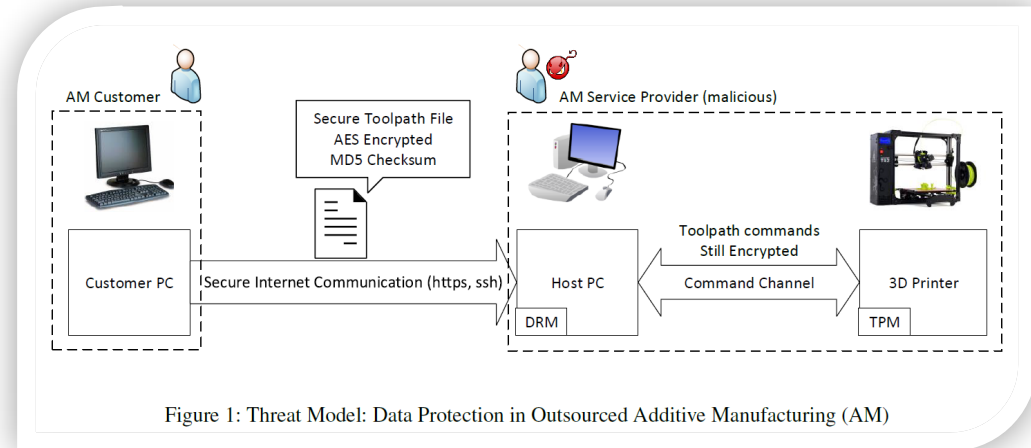 AM Customer
Secure Toolpath File
AES Encrypted
MD5 Checksum
AM Service Provider (malicious)
Customer PC
Secure Internet Communication (https, ssh)
Host PC
DRM
Toolpath commands
Still Encrypted
Command Channel
3D Printer
TPM
Figure 1: Threat Model: Data Protection in Outsourced Additive Manufacturing (AM)